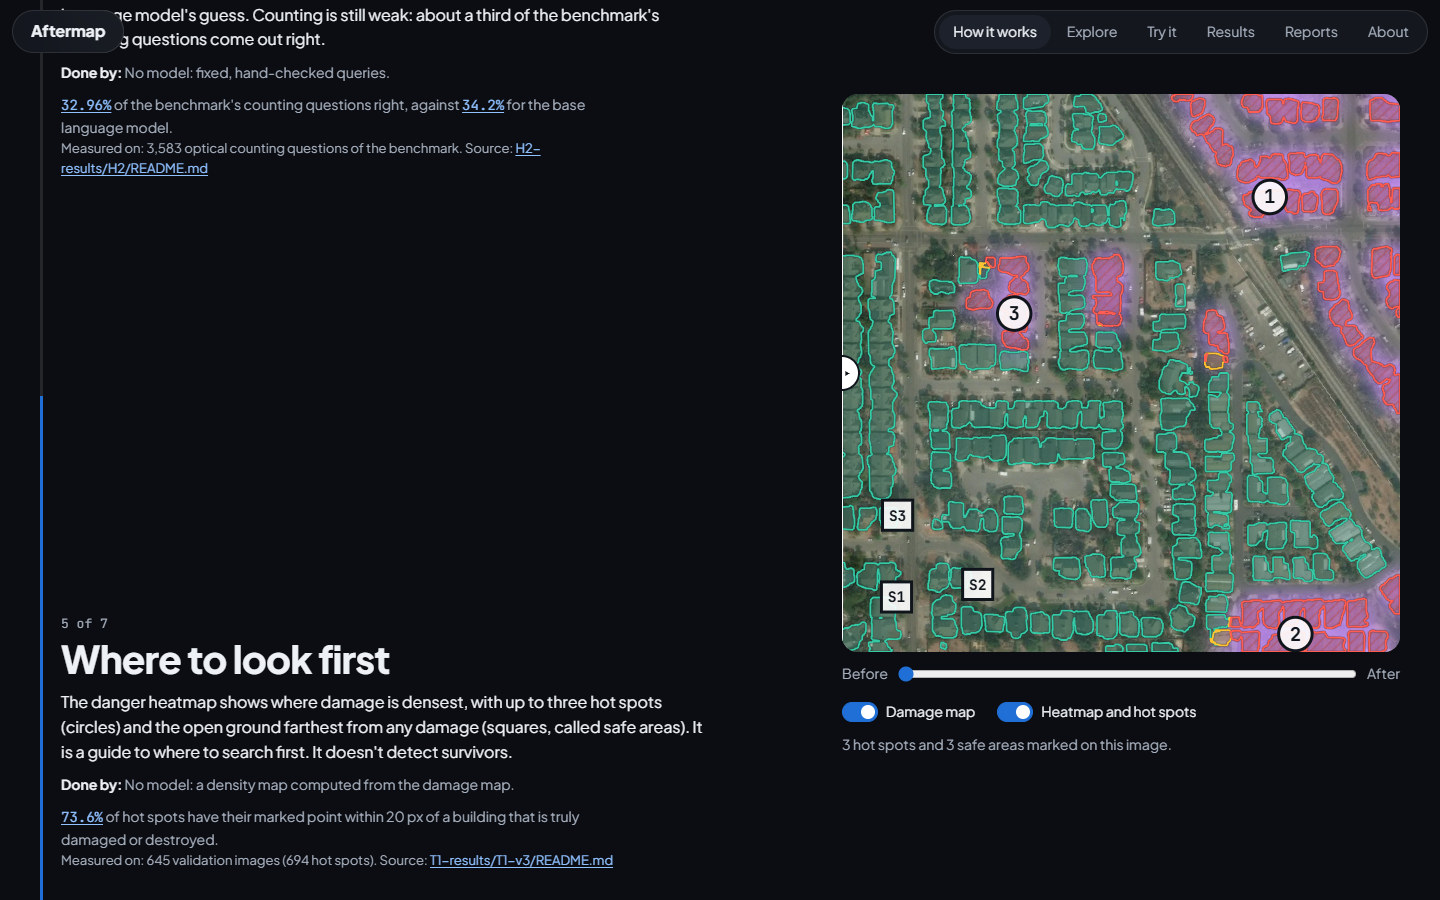 Aftermap
How it works
Explore
Try it
Results
Reports
About
model's guess. Counting is still weak: about a third of the benchmark's
questions come out right.
Done by: No model: fixed, hand-checked queries.
32.96% of the benchmark's counting questions right, against 34.2% for the base
language model.
Measured on: 3,583 optical counting questions of the benchmark. Source: H2-
results/H2/README.md
5 of 7
Where to look first
The danger heatmap shows where damage is densest, with up to three hot spots
(circles) and the open ground farthest from any damage (squares, called safe areas). It
is a guide to where to search first. It doesn't detect survivors.
Done by: No model: a density map computed from the damage map.
73.6% of hot spots have their marked point within 20 px of a building that is truly
damaged or destroyed.
Measured on: 645 validation images (694 hot spots). Source: T1-results/T1-v3/README.md
1
3
S3
S1
S2
2
Before
After
Damage map
Heatmap and hot spots
3 hot spots and 3 safe areas marked on this image.